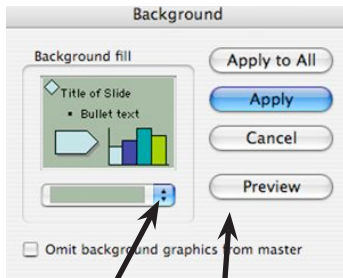 Background
Background fill
Title of Slide
Bullet text
Apply to All
Apply
Cancel
Preview
Omit background graphics from master